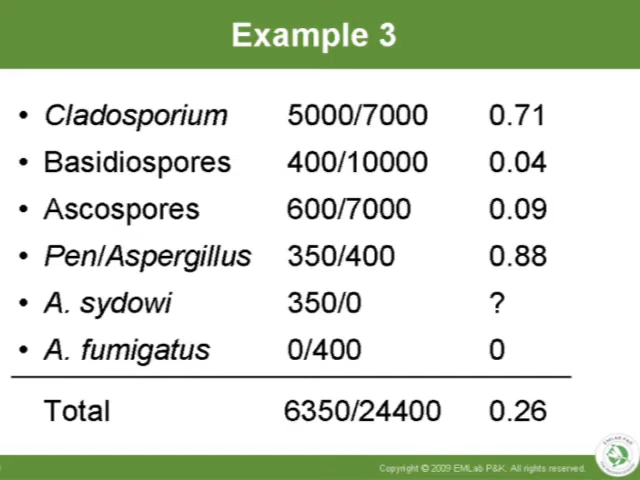 Example 3
• Cladosporium 5000/7000 0.71
• Basidiospores 400/10000 0.04
• Ascospores 600/7000 0.09
• Pen/Aspergillus 350/400 0.88
• A. sydowi 350/0 ?
• A. fumigatus 0/400 0
Total 6350/24400 0.26
EMLAB P&K
Copyright © 2009 EMLab P&K. All rights reserved.